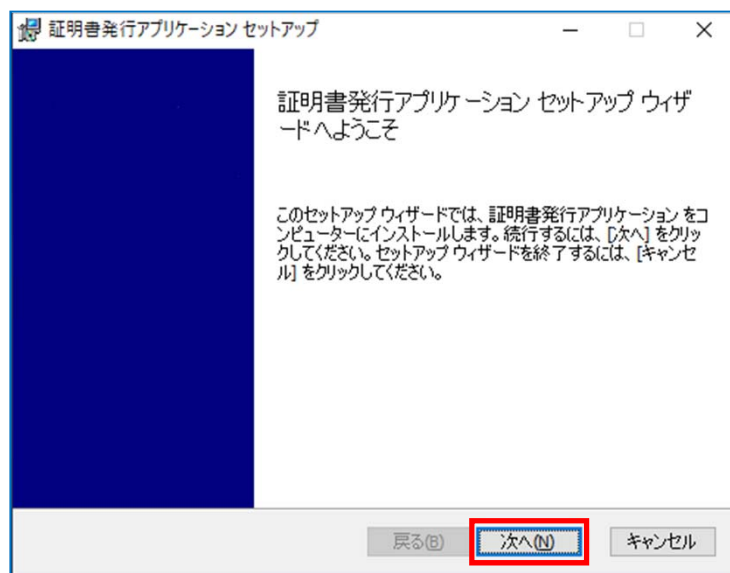 証明書発行アプリケーション セットアップ
証明書発行アプリケーション セットアップ ウィザ
ードへようこそ
このセットアップ ウィザードでは、証明書発行アプリケーション をコ
ンピューターにインストールします。続行するには、[次へ] をクリッ
クしてください。セットアップ ウィザードを終了するには、[キャンセ
ル] をクリックしてください。
戻る(B) 次へ(N) キャンセル